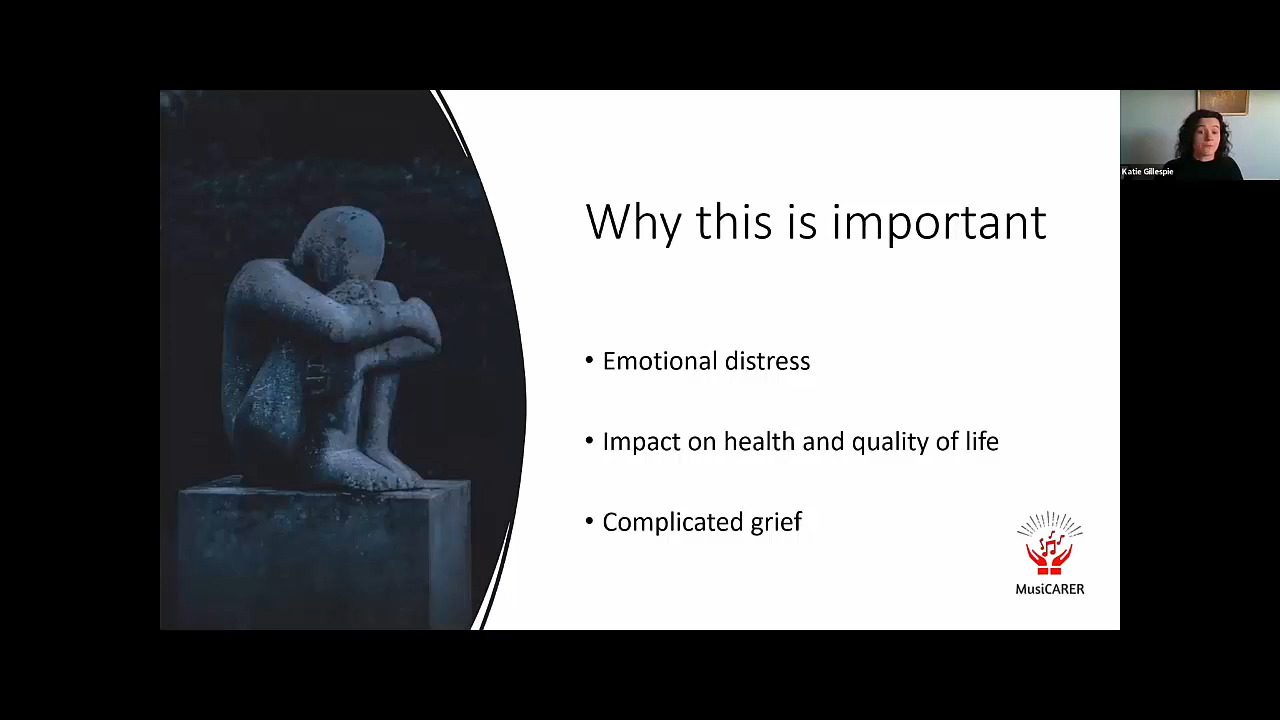 Why this is important
• Emotional distress
• Impact on health and quality of life
• Complicated grief
MusiCARER
Katie Gillespie